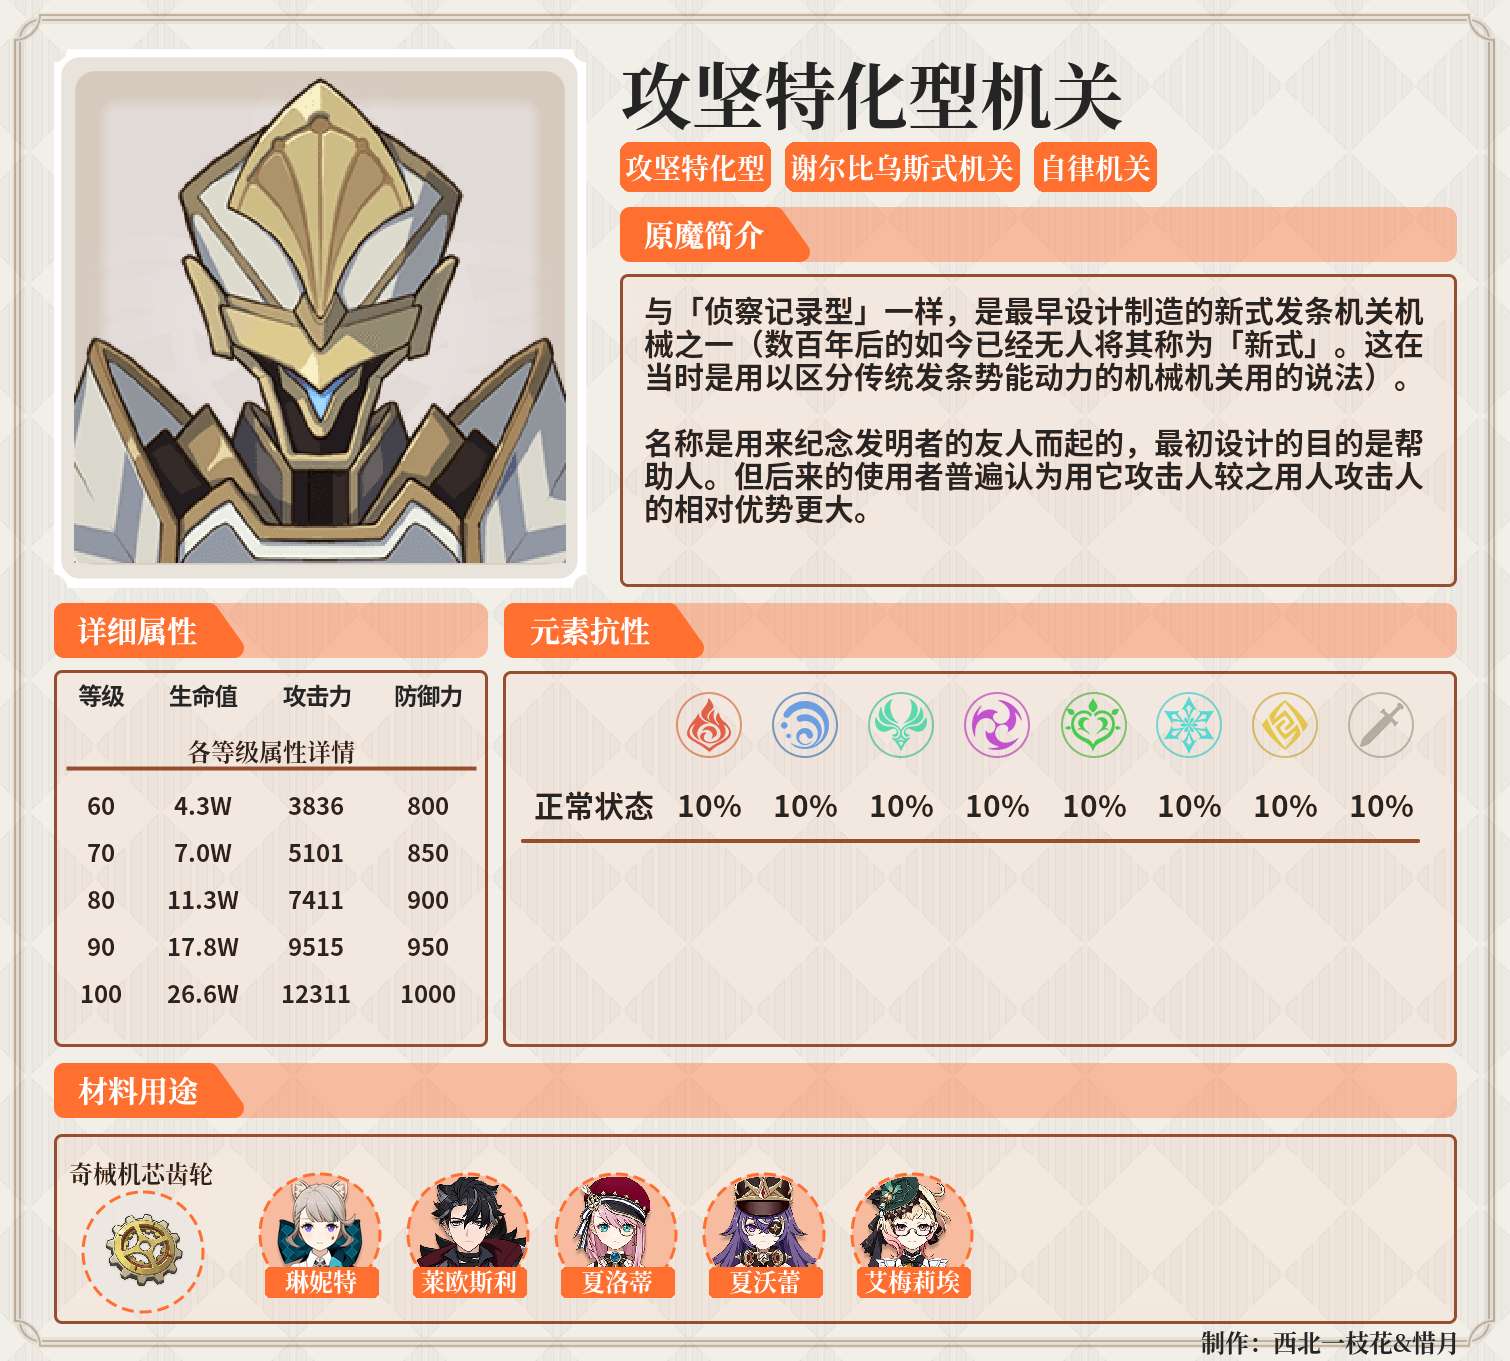 攻坚特化型机关
攻坚特化型 谢尔比乌斯式机关 自律机关
原魔简介
与「侦察记录型」一样，是最早设计制造的新式发条机关机
械之一（数百年后的如今已经无人将其称为「新式」。这在
当时是用以区分传统发条势能动力的机械机关用的说法）。
名称是用来纪念发明者的友人而起的，最初设计的目的是帮
助人。但后来的使用者普遍认为用它攻击人较之用人攻击人
的相对优势更大。
详细属性
等级 生命值 攻击力 防御力
各等级属性详情
60 4.3W 3836 800
70 7.0W 5101 850
80 11.3W 7411 900
90 17.8W 9515 950
100 26.6W 12311 1000
元素抗性
正常状态 10% 10% 10% 10% 10% 10% 10% 10%
材料用途
奇械机芯齿轮
琳妮特 莱欧斯利 夏洛蒂 夏沃蕾 艾梅莉埃
制作：西北一枝花&惜月